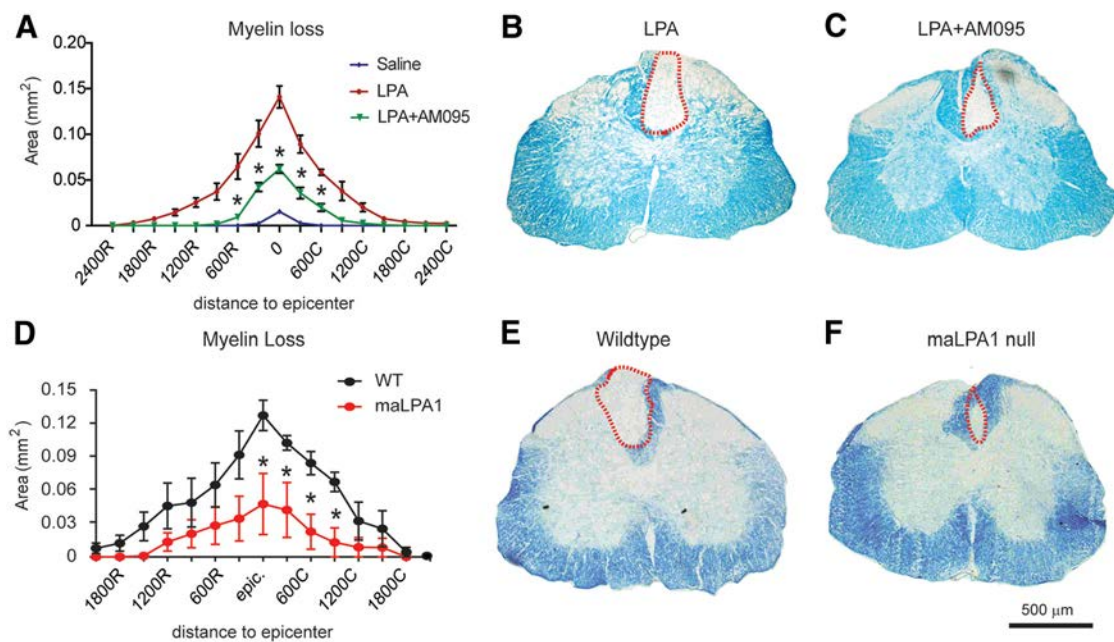 A
Myelin loss
Area (mm²)
0.20
0.15
0.10
0.05
0
Saline
LPA
LPA+AM095
* * * * *
2400R 1800R 1200R 600R 0 600C 1200C 1800C 2400C
distance to epicenter
B
LPA
C
LPA+AM095
D
Myelin Loss
Area (mm²)
0.15
0.12
0.09
0.06
0.03
0
WT
maLPA1
* * * *
1800R 1200R 600R epic. 600C 1200C 1800C
distance to epicenter
E
Wildtype
F
maLPA1 null
500 µm